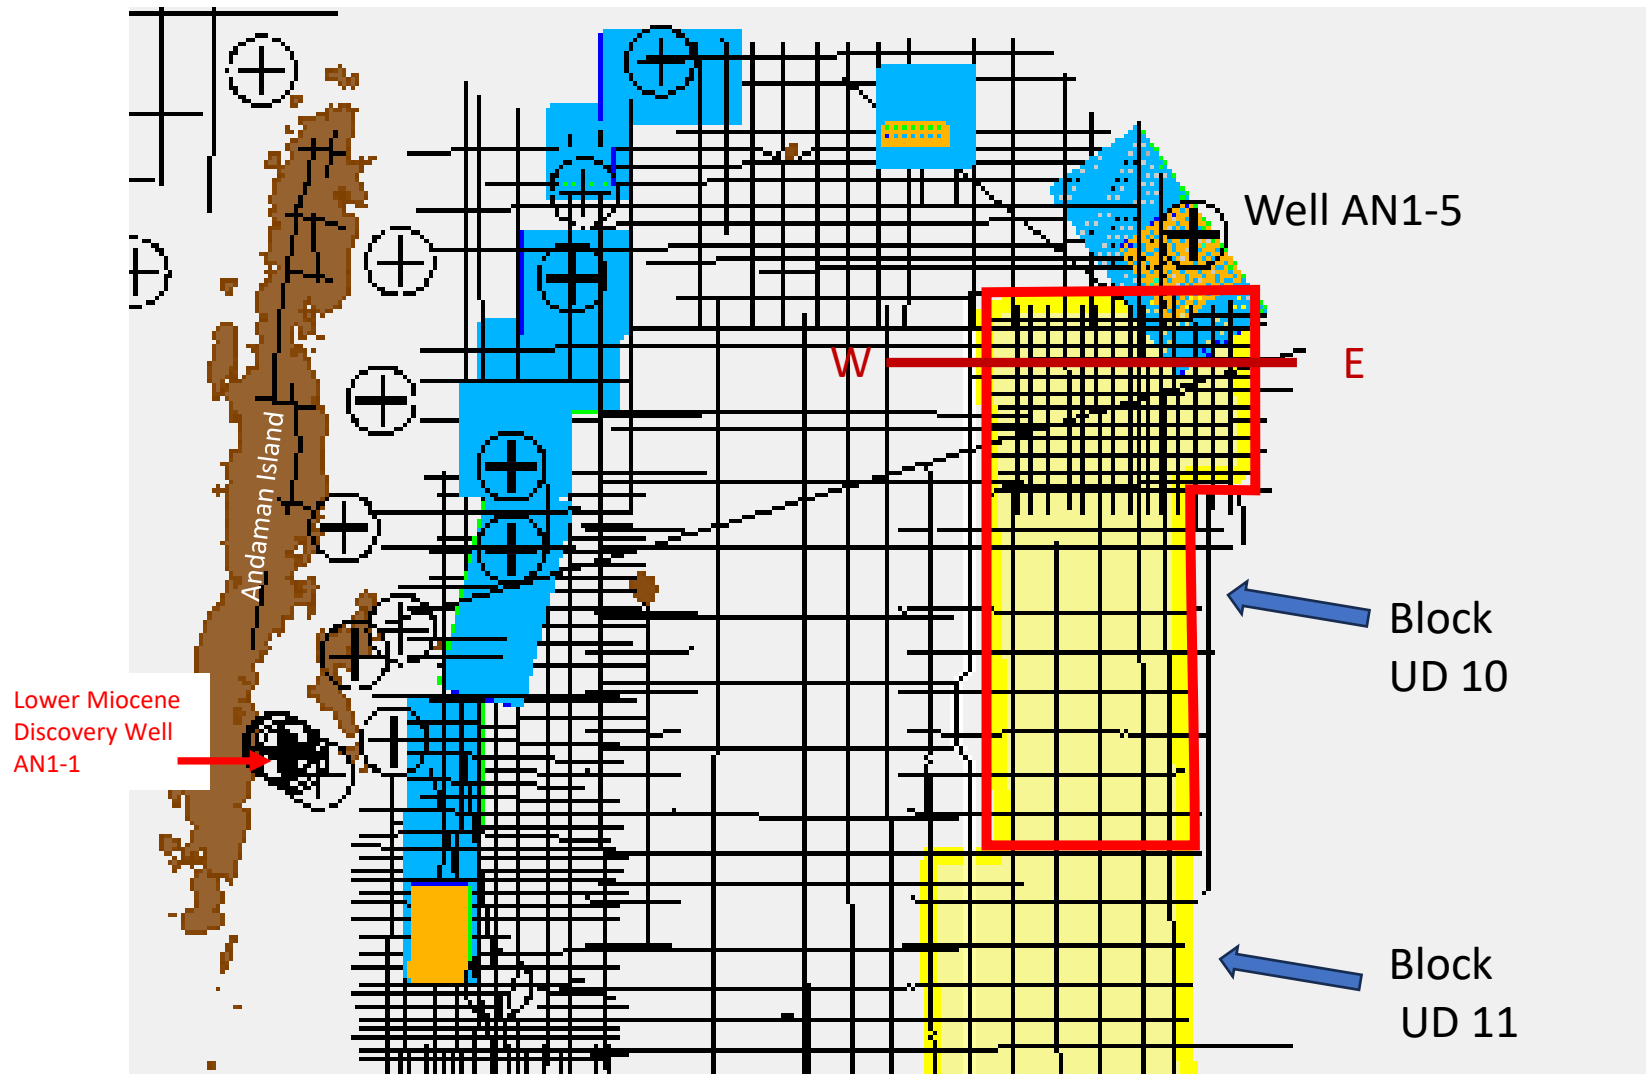 Well AN1-5
W
E
Andaman Island
Block
UD 10
Lower Miocene
Discovery Well
AN1-1
Block
UD 11